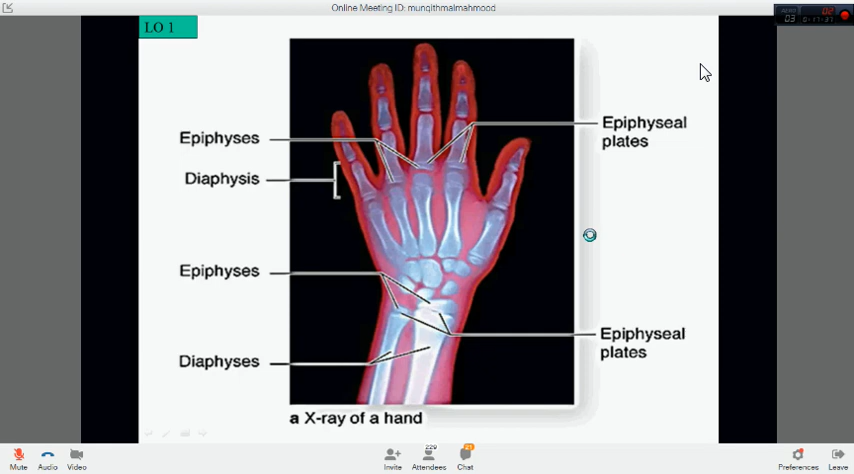 Online Meeting ID: munqithmalmahmood
LO 1
Epiphyses
Diaphysis
Epiphyseal
plates
Epiphyses
Diaphyses
Epiphyseal
plates
a X-ray of a hand
Mute
Audio
Video
Invite
229
Attendees
21
Chat
Preferences
Leave